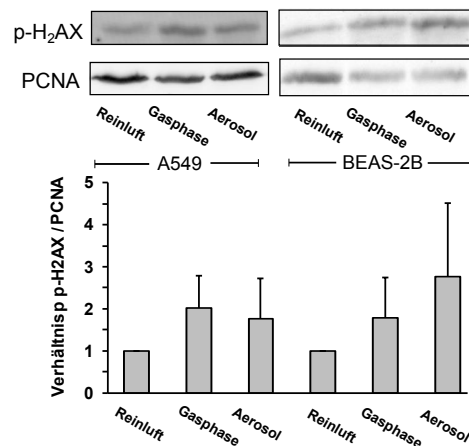 p-H₂AX
PCNA
Reinluft Gasphase Aerosol Reinluft Gasphase Aerosol
A549 BEAS-2B
Verhältnisp p-H2AX / PCNA
5
4
3
2
1
0
Reinluft Gasphase Aerosol Reinluft Gasphase Aerosol